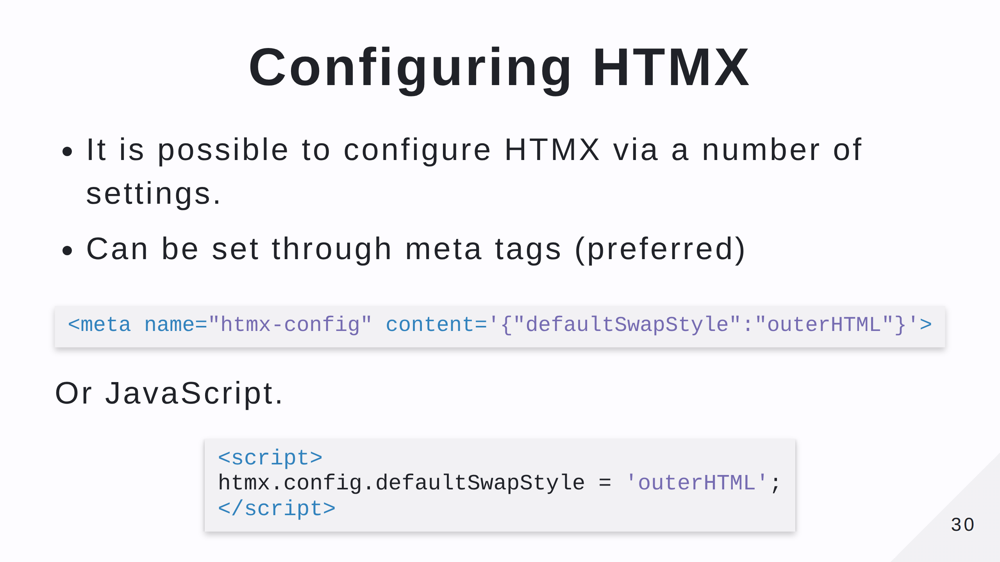 Configuring HTMX
• It is possible to configure HTMX via a number of
settings.
• Can be set through meta tags (preferred)
<meta name="htmx-config" content='{"defaultSwapStyle":"outerHTML"}'>
Or JavaScript.
<script>
htmx.config.defaultSwapStyle = 'outerHTML';
</script>
30